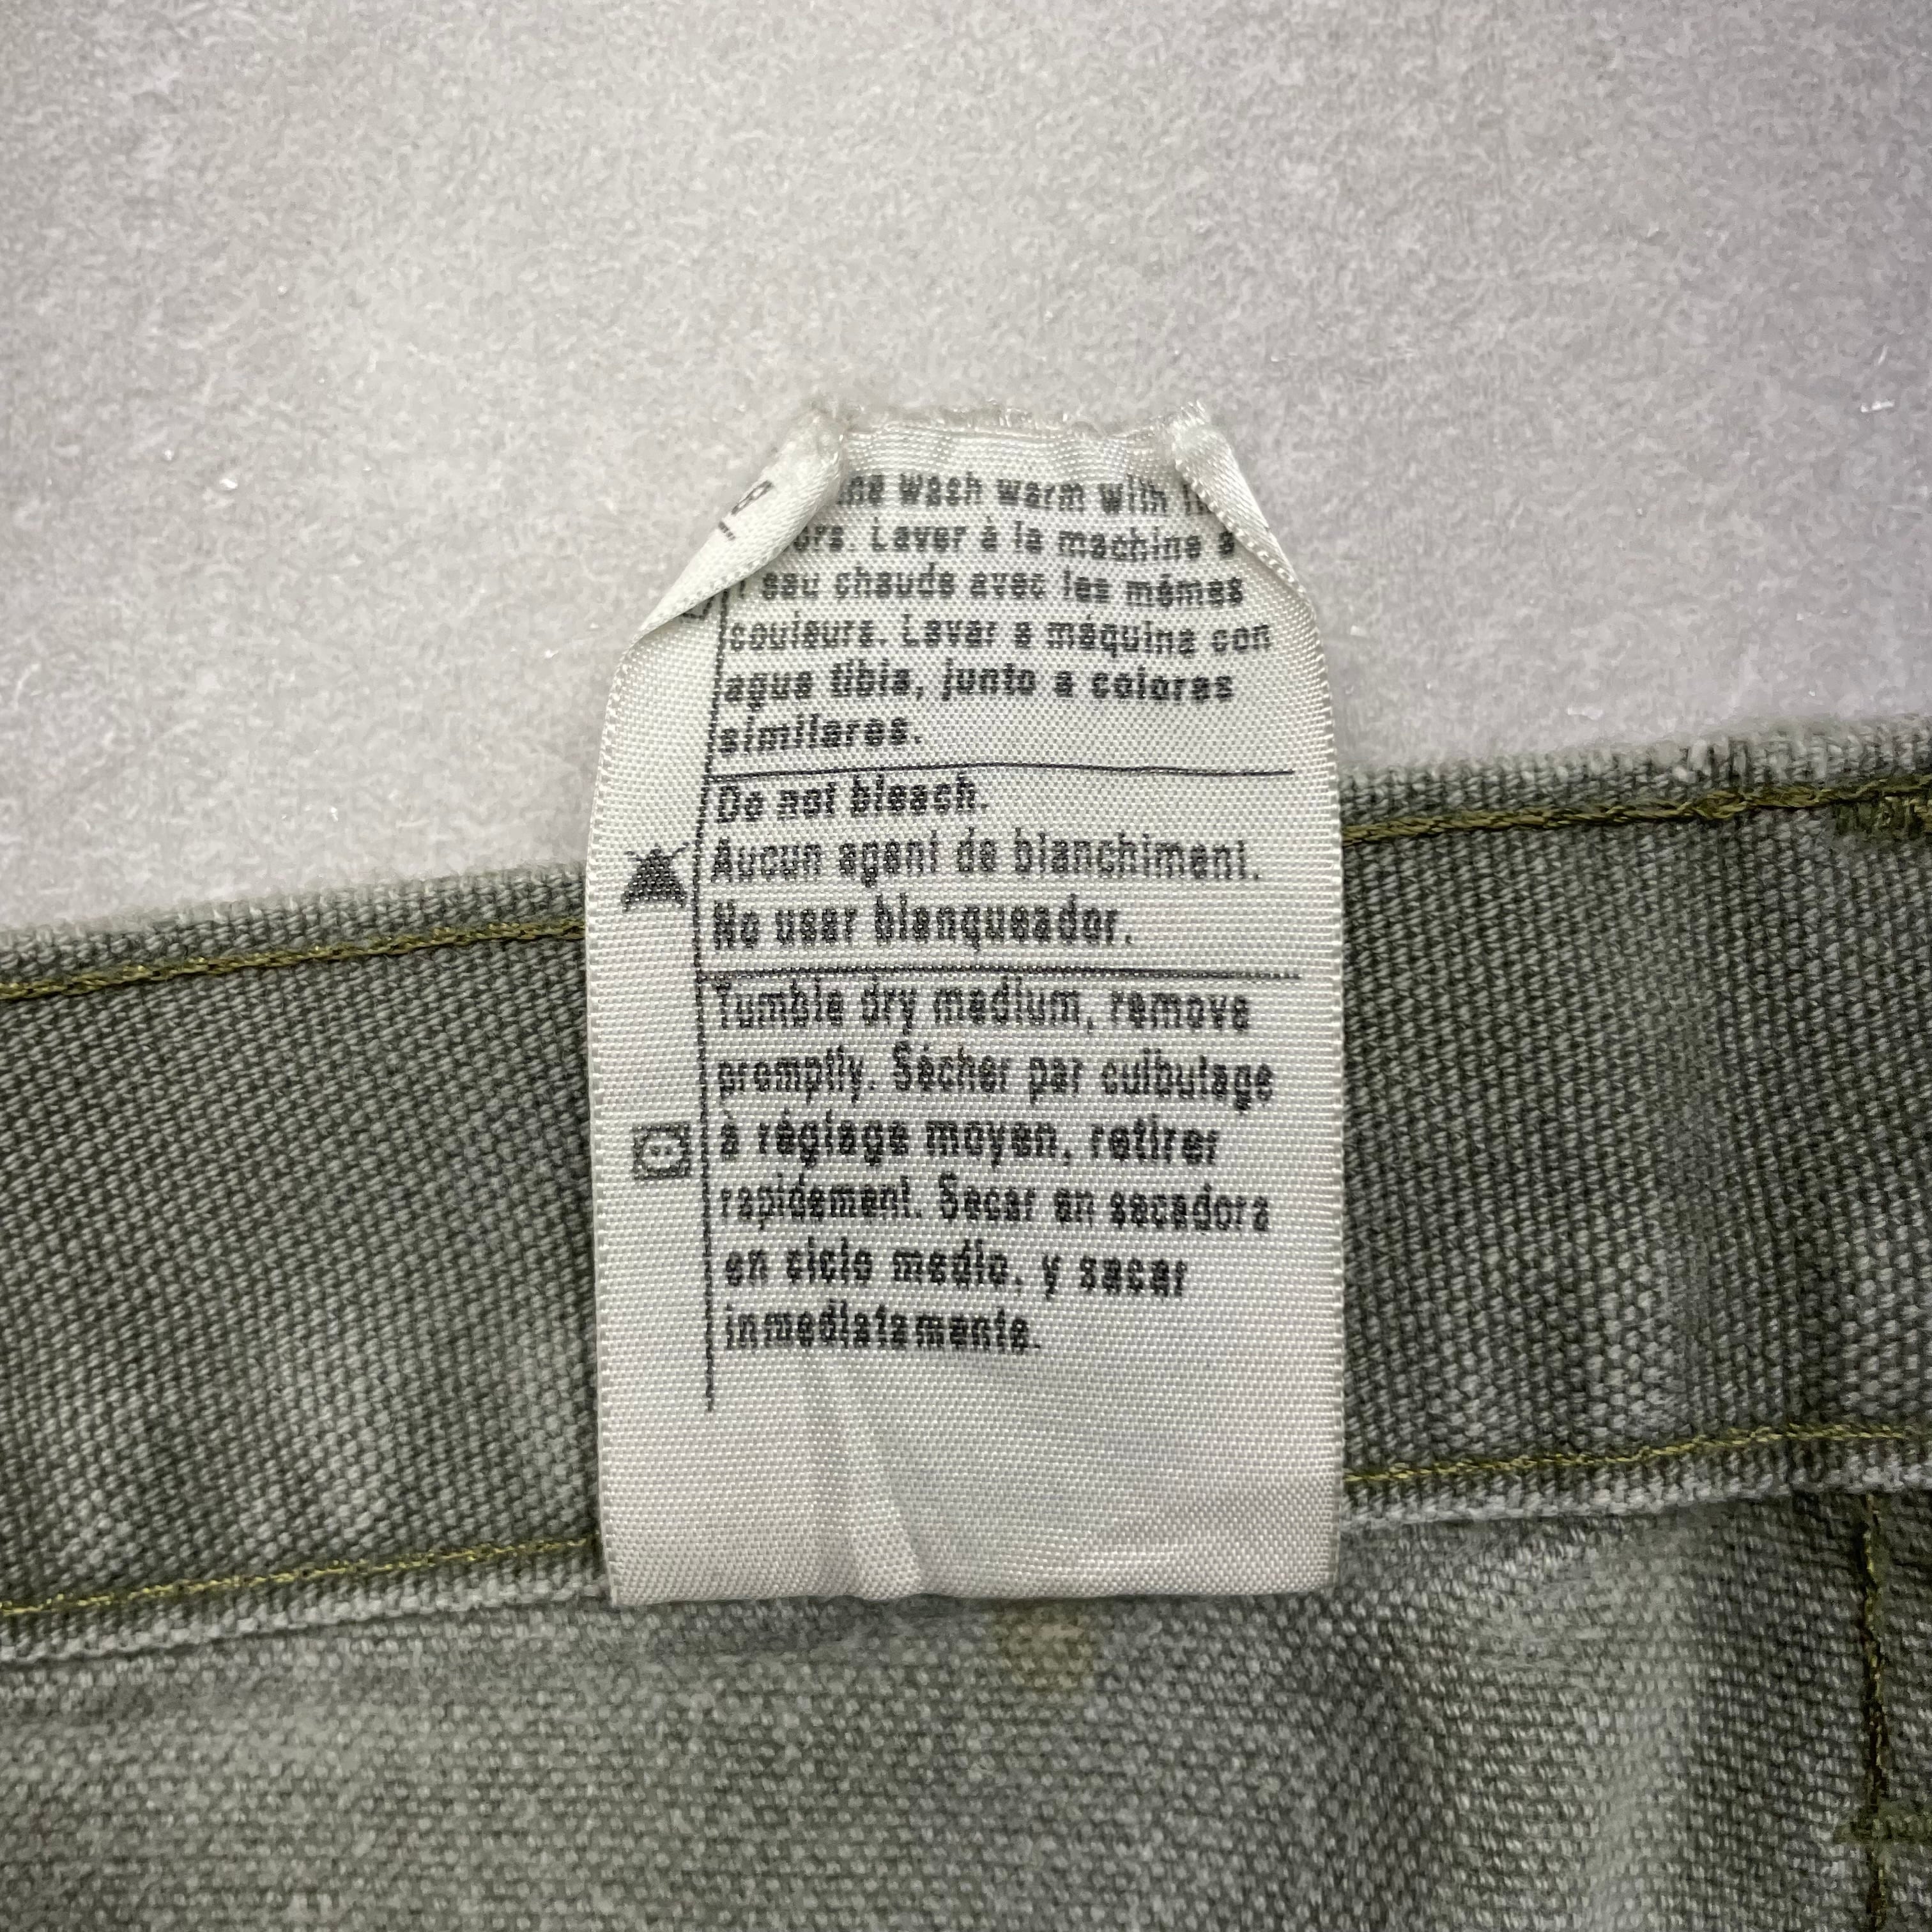 wash warm with
Laver à la machine à
l'eau chaude avec les mémes
couleurs. Lavar a máquina con
agua tibia, junto a colores
similares.
Do not bleach.
Aucun agent de blanchiment.
No usar blanqueador.
Tumble dry medium, remove
promptly. Sécher par culbutage
à réglage moyen, retirer
rapidement. Secar en secadora
en ciclo medio, y sacar
inmediatamente.